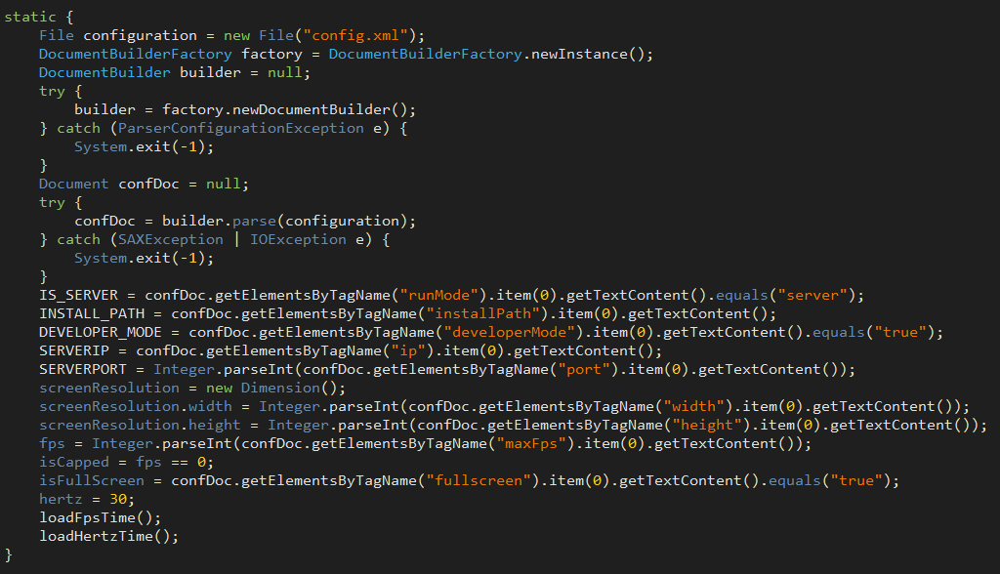 static {
    File configuration = new File("config.xml");
    DocumentBuilderFactory factory = DocumentBuilderFactory.newInstance();
    DocumentBuilder builder = null;
    try {
        builder = factory.newDocumentBuilder();
    } catch (ParserConfigurationException e) {
        System.exit(-1);
    }
    Document confDoc = null;
    try {
        confDoc = builder.parse(configuration);
    } catch (SAXException | IOException e) {
        System.exit(-1);
    }
    IS_SERVER = confDoc.getElementsByTagName("runMode").item(0).getTextContent().equals("server");
    INSTALL_PATH = confDoc.getElementsByTagName("installPath").item(0).getTextContent();
    DEVELOPER_MODE = confDoc.getElementsByTagName("developerMode").item(0).getTextContent().equals("true");
    SERVERIP = confDoc.getElementsByTagName("ip").item(0).getTextContent();
    SERVERPORT = Integer.parseInt(confDoc.getElementsByTagName("port").item(0).getTextContent());
    screenResolution = new Dimension();
    screenResolution.width = Integer.parseInt(confDoc.getElementsByTagName("width").item(0).getTextContent());
    screenResolution.height = Integer.parseInt(confDoc.getElementsByTagName("height").item(0).getTextContent());
    fps = Integer.parseInt(confDoc.getElementsByTagName("maxFps").item(0).getTextContent());
    isCapped = fps == 0;
    isFullScreen = confDoc.getElementsByTagName("fullscreen").item(0).getTextContent().equals("true");
    hertz = 30;
    loadFpsTime();
    loadHertzTime();
}